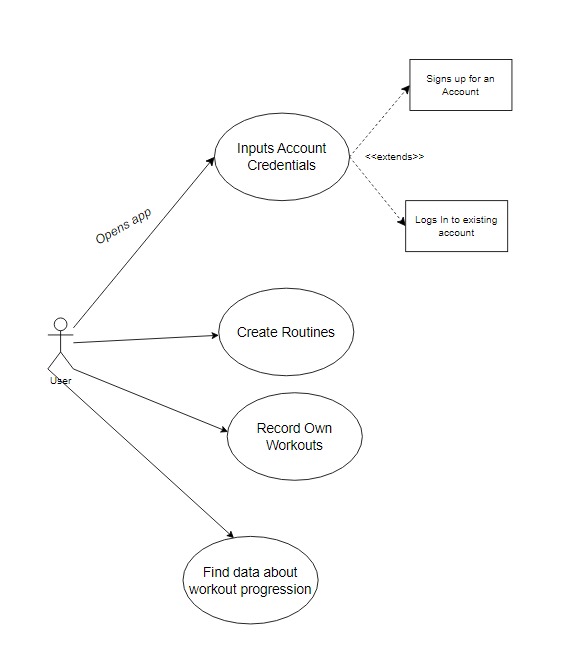 Signs up for an
Account
Inputs Account
Credentials
<<extends>>
Opens app
Logs In to existing
account
Create Routines
User
Record Own
Workouts
Find data about
workout progression